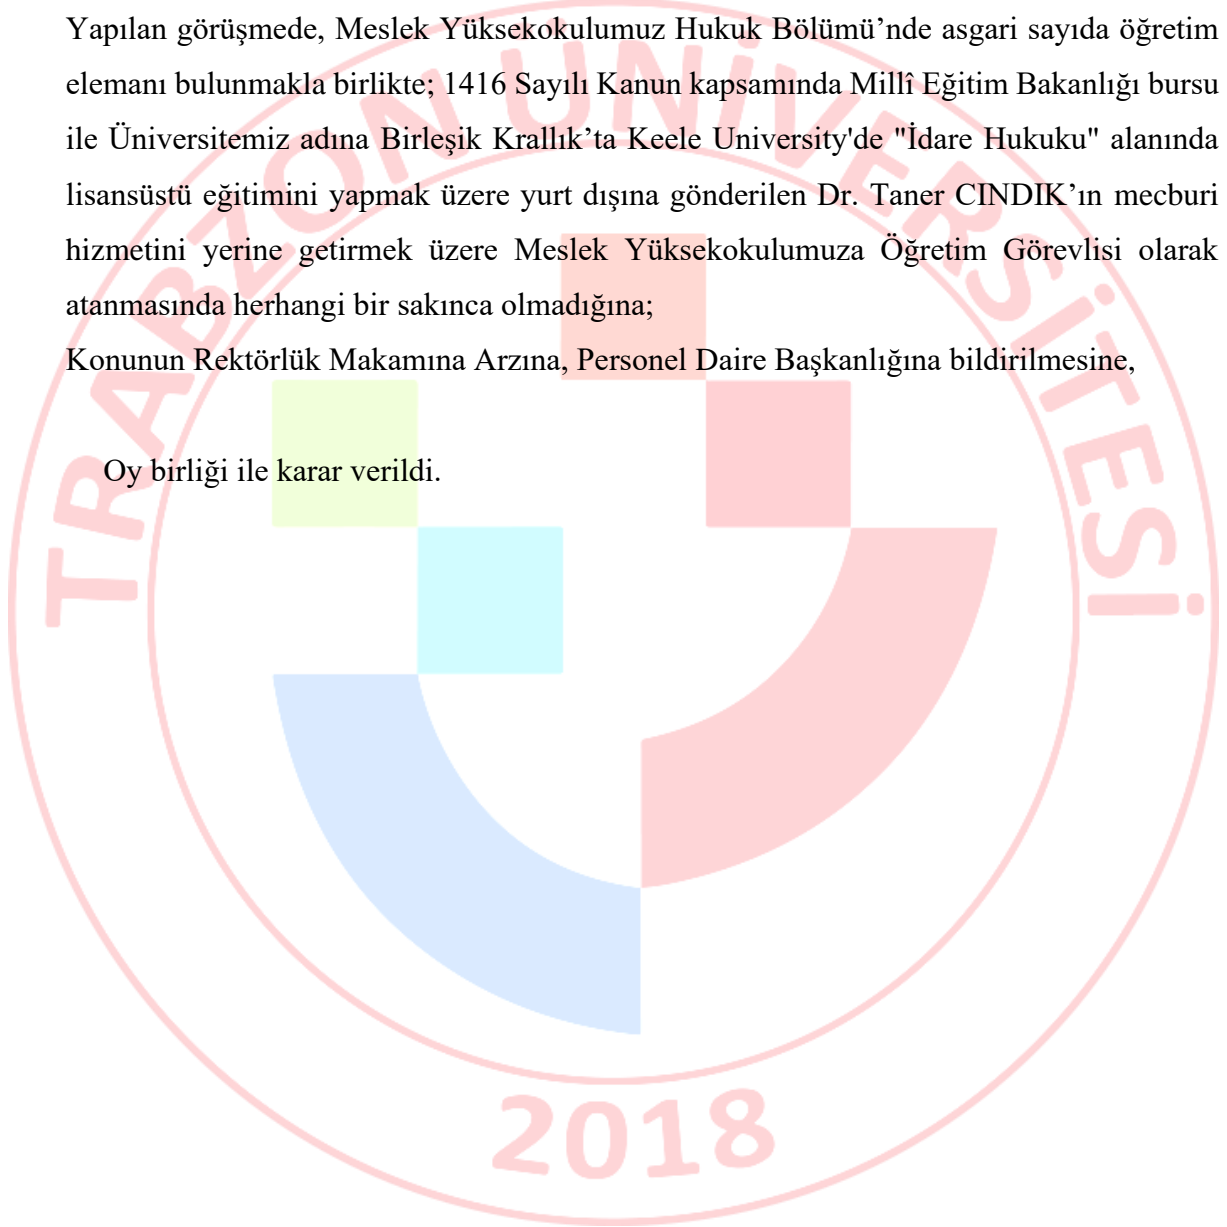 Yapılan görüşmede, Meslek Yüksekokulumuz Hukuk Bölümü’nde asgari sayıda öğretim
elemanı bulunmakla birlikte; 1416 Sayılı Kanun kapsamında Millî Eğitim Bakanlığı bursu
ile Üniversitemiz adına Birleşik Krallık’ta Keele University'de "İdare Hukuku" alanında
lisansüstü eğitimini yapmak üzere yurt dışına gönderilen Dr. Taner CINDIK’ın mecburi
hizmetini yerine getirmek üzere Meslek Yüksekokulumuza Öğretim Görevlisi olarak
atanmasında herhangi bir sakınca olmadığına;
Konunun Rektörlük Makamına Arzına, Personel Daire Başkanlığına bildirilmesine,
Oy birliği ile karar verildi.
TRABZON ÜNİVERSİTESİ
2018